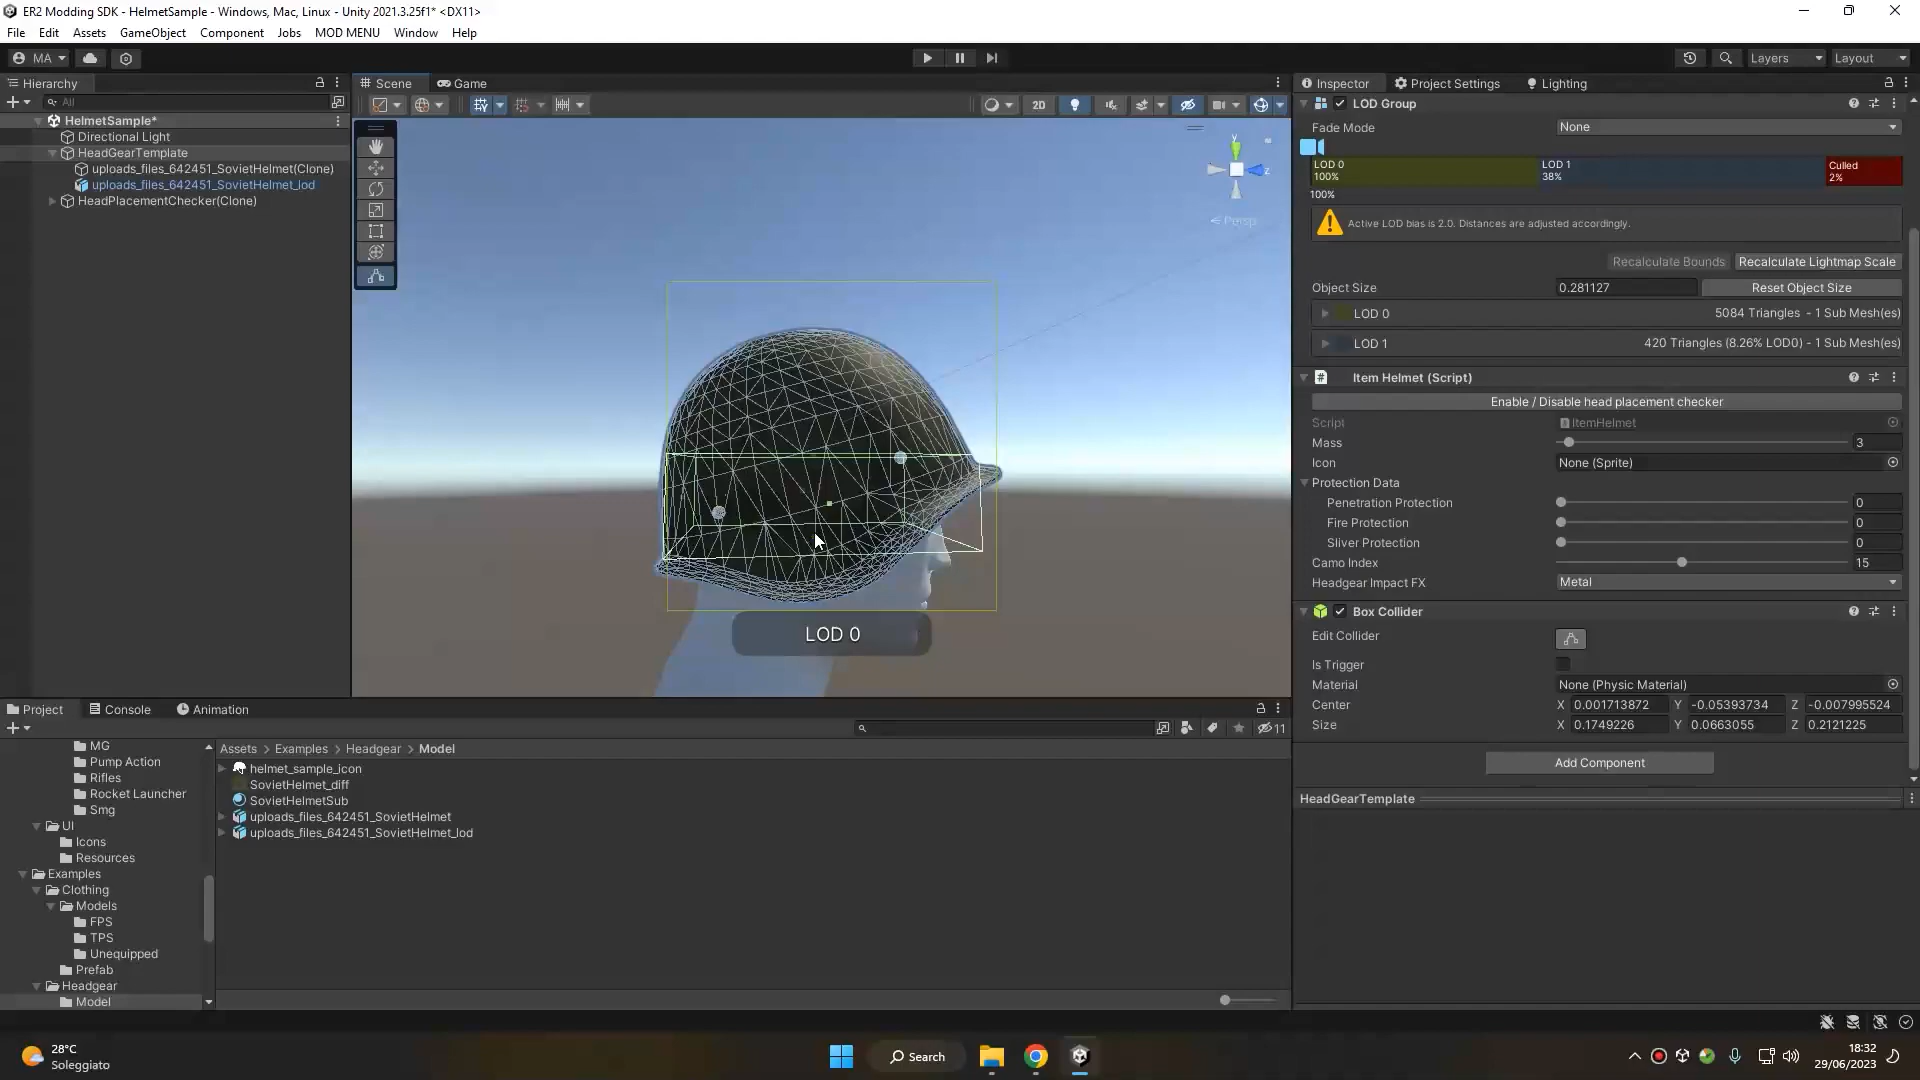 ER2 Modding SDK - HelmetSample - Windows, Mac, Linux - Unity 2021.3.25f1* <DX11>
File Edit Assets GameObject Component Jobs MOD MENU Window Help
MA
Layers
Layout
Hierarchy
Scene
Game
Inspector
Project Settings
Lighting
All
2D
LOD Group
HelmetSample*
Directional Light
HeadGearTemplate
uploads_files_642451_SovietHelmet(Clone)
uploads_files_642451_SovietHelmet_lod
HeadPlacementChecker(Clone)
y
z
Persp
LOD 0
Fade Mode
None
LOD 0
100%
LOD 1
38%
Culled
2%
100%
Active LOD bias is 2.0. Distances are adjusted accordingly.
Recalculate Bounds
Recalculate Lightmap Scale
Object Size
0.281127
Reset Object Size
LOD 0
5084 Triangles - 1 Sub Mesh(es)
LOD 1
420 Triangles (8.26% LOD0) - 1 Sub Mesh(es)
Item Helmet (Script)
Enable / Disable head placement checker
Script
ItemHelmet
Mass
3
Icon
None (Sprite)
Protection Data
Penetration Protection
0
Fire Protection
0
Sliver Protection
0
Camo Index
15
Headgear Impact FX
Metal
Box Collider
Edit Collider
Is Trigger
Material
None (Physic Material)
Center
X 0.001713872 Y -0.05393734 Z -0.007995524
Size
X 0.1749226 Y 0.0663055 Z 0.2121225
Add Component
HeadGearTemplate
Project
Console
Animation
11
MG
Pump Action
Rifles
Rocket Launcher
Smg
UI
Icons
Resources
Examples
Clothing
Models
FPS
TPS
Unequipped
Prefab
Headgear
Model
Assets > Examples > Headgear > Model
helmet_sample_icon
SovietHelmet_diff
SovietHelmetSub
uploads_files_642451_SovietHelmet
uploads_files_642451_SovietHelmet_lod
28°C
Soleggiato
Search
18:32
29/06/2023